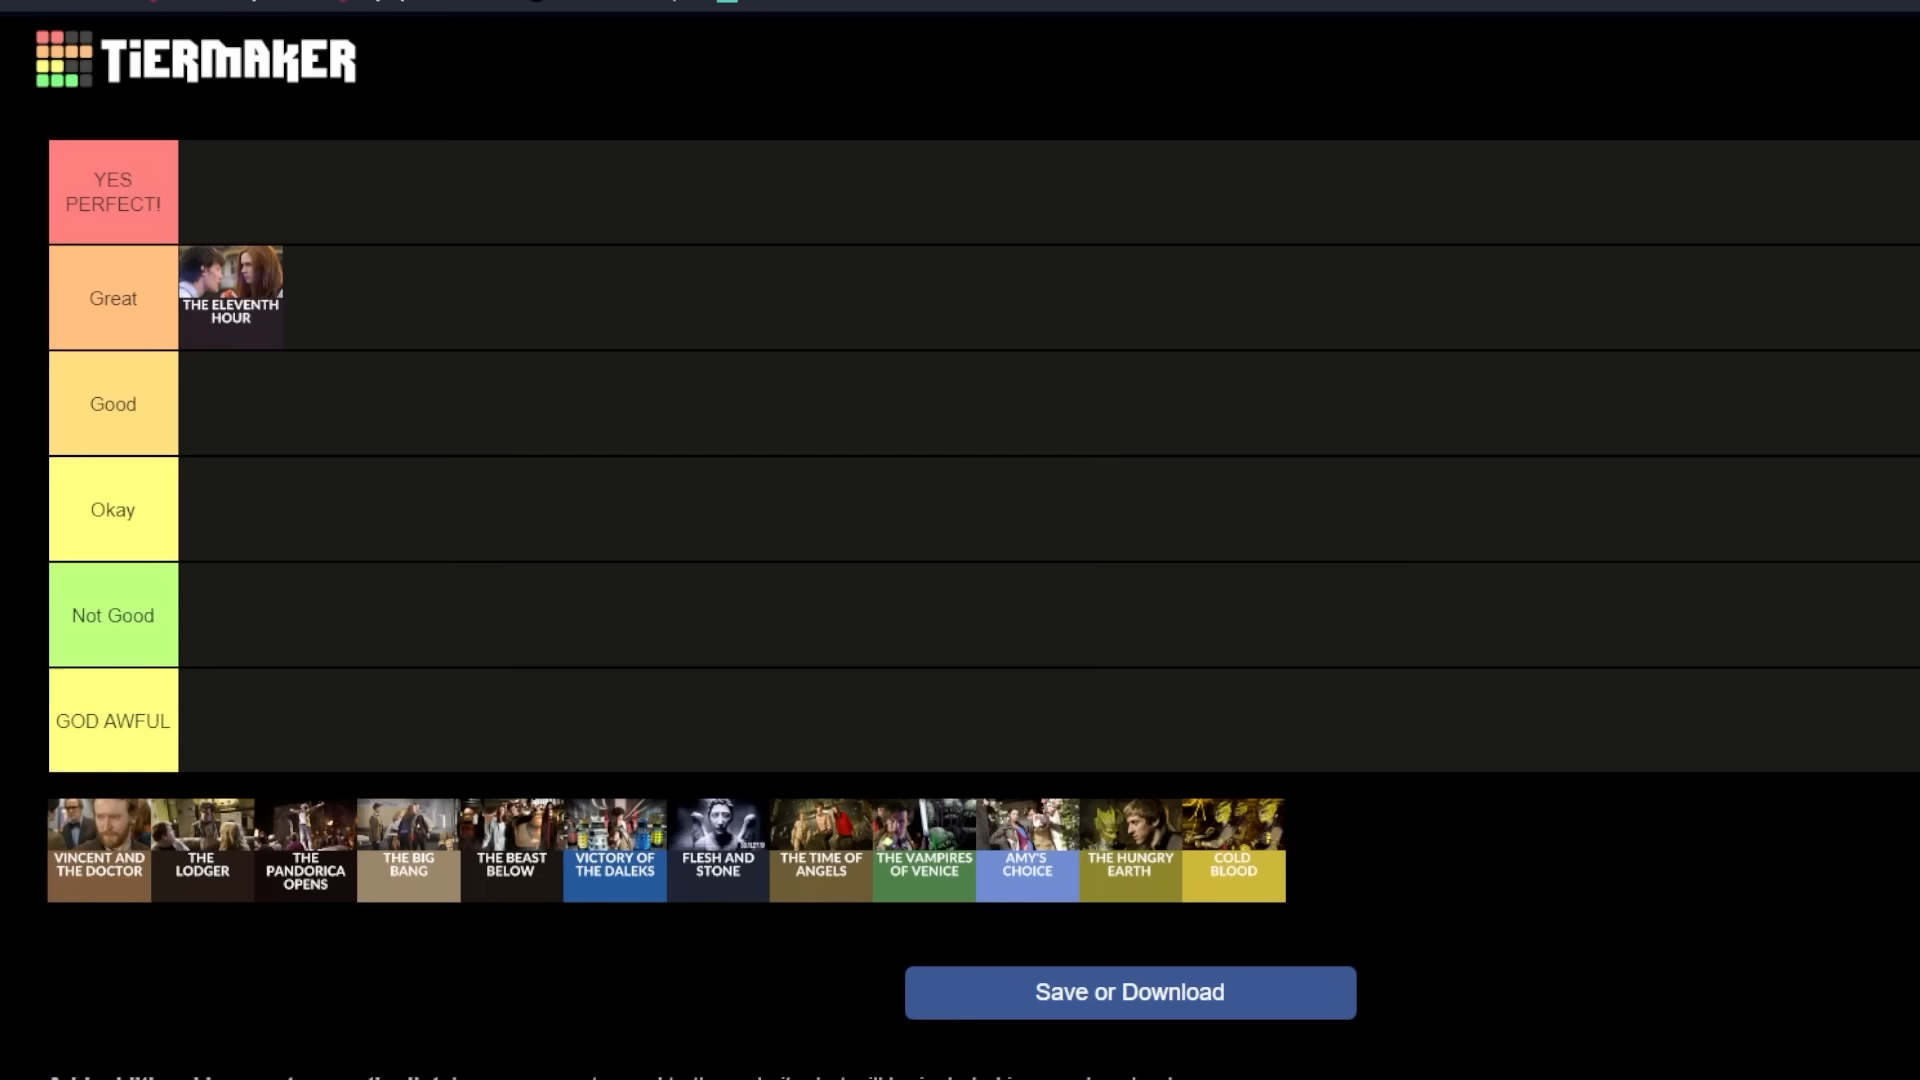 TiERMAKER
YES
PERFECT!
Great
THE ELEVENTH
HOUR
Good
Okay
Not Good
GOD AWFUL
VINCENT AND
THE DOCTOR
THE
LODGER
THE
PANDORICA
OPENS
THE BIG
BANG
THE BEAST
BELOW
VICTORY OF
THE DALEKS
FLESH AND
STONE
THE TIME OF
ANGELS
THE VAMPIRES
OF VENICE
AMY'S
CHOICE
THE HUNGRY
EARTH
COLD
BLOOD
Save or Download